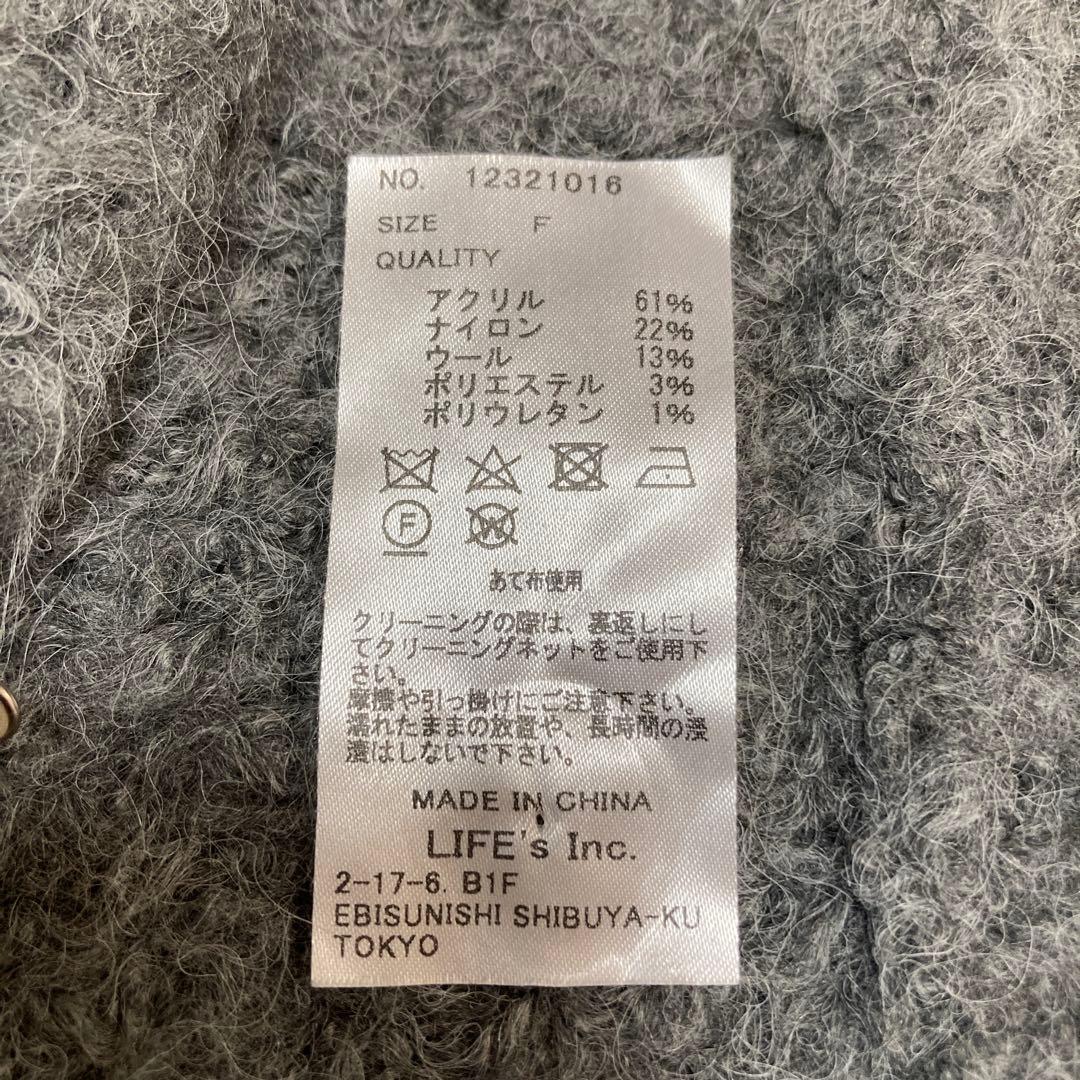 NO. 12321016
SIZE F
QUALITY
アクリル 61%
ナイロン 22%
ウール 13%
ポリエステル 3%
ポリウレタン 1%
F
W
あて布使用
クリーニングの際は、裏返しにし
てクリーニングネットをご使用下
さい。
摩擦や引っ掛けにご注意下さい。
濡れたままの放置や、長時間の浸
漬はしないで下さい。
MADE IN CHINA
LIFE's Inc.
2-17-6. B1F
EBISUNISHI SHIBUYA-KU
TOKYO